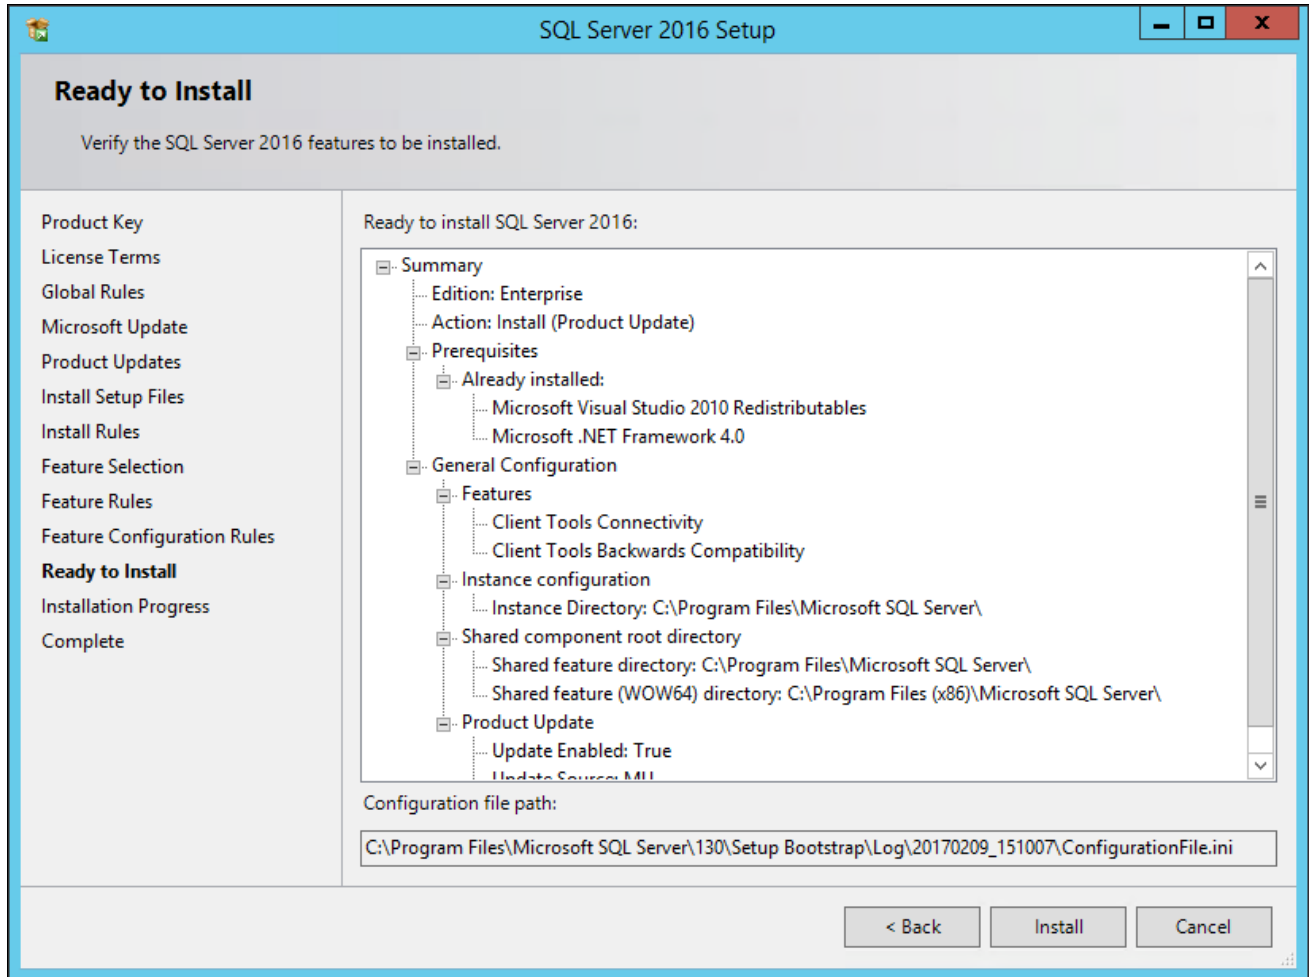 SQL Server 2016 Setup
Ready to Install
Verify the SQL Server 2016 features to be installed.
Product Key
License Terms
Global Rules
Microsoft Update
Product Updates
Install Setup Files
Install Rules
Feature Selection
Feature Rules
Feature Configuration Rules
Ready to Install
Installation Progress
Complete
Ready to install SQL Server 2016:
Summary
Edition: Enterprise
Action: Install (Product Update)
Prerequisites
Already installed:
Microsoft Visual Studio 2010 Redistributables
Microsoft .NET Framework 4.0
General Configuration
Features
Client Tools Connectivity
Client Tools Backwards Compatibility
Instance configuration
Instance Directory: C:\Program Files\Microsoft SQL Server\
Shared component root directory
Shared feature directory: C:\Program Files\Microsoft SQL Server\
Shared feature (WOW64) directory: C:\Program Files (x86)\Microsoft SQL Server\
Product Update
Update Enabled: True
Update Source: MU
Configuration file path:
C:\Program Files\Microsoft SQL Server\130\Setup Bootstrap\Log\20170209_151007\ConfigurationFile.ini
< Back
Install
Cancel